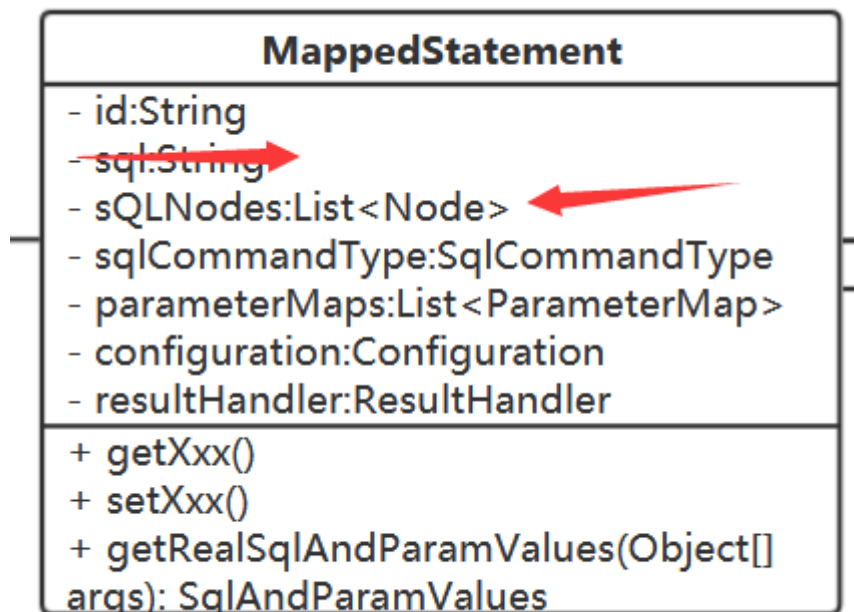 MappedStatement
- id:String
- sql:String
- sQLNodes:List<Node>
- sqlCommandType:SqlCommandType
- parameterMaps:List<ParameterMap>
- configuration:Configuration
- resultHandler:ResultHandler
+ getXxx()
+ setXxx()
+ getRealSqlAndParamValues(Object[]
args): SqlAndParamValues